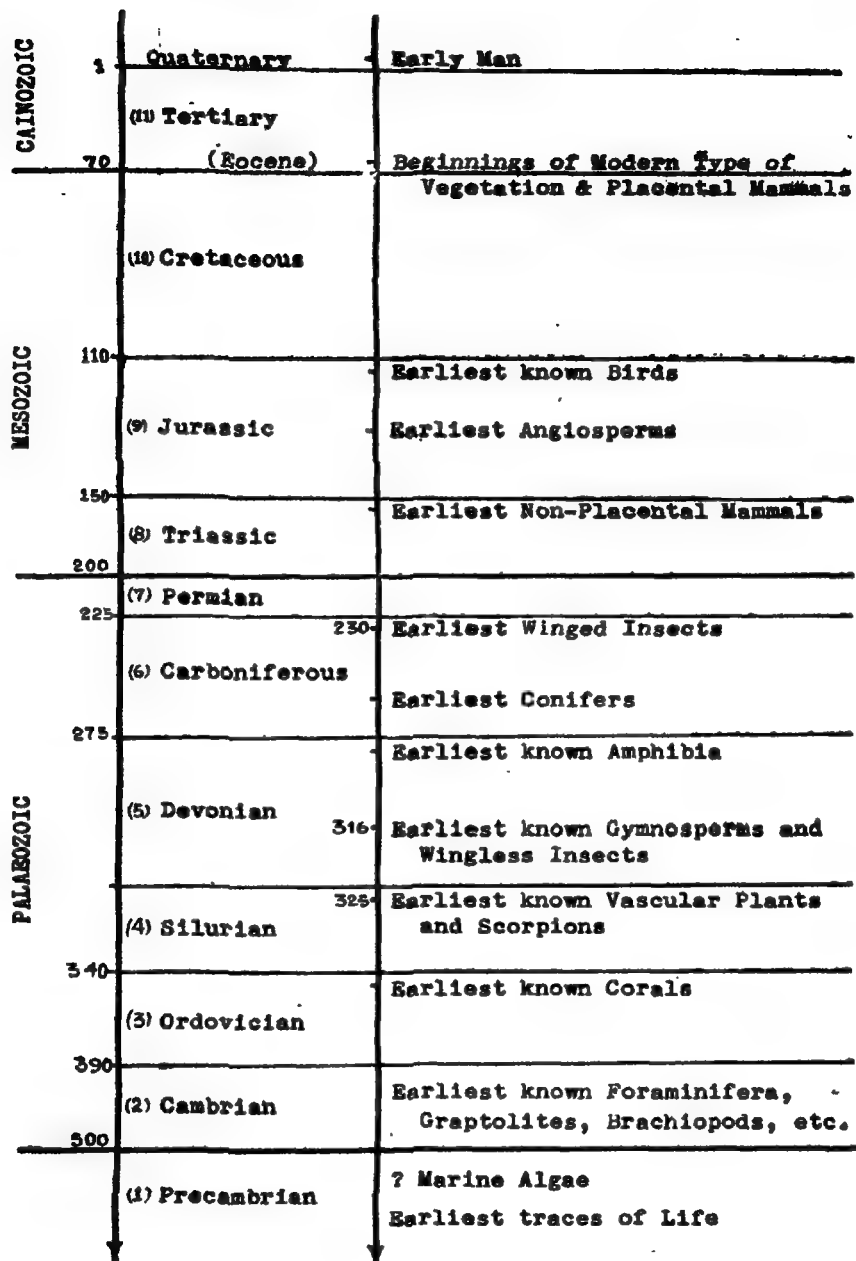 CAINOZOIC
Quaternary Early Man
1
(11) Tertiary
(Eocene)
70
Beginnings of Modern Type of
Vegetation & Placental Mammals
MESOZOIC
(10) Cretaceous
110
Earliest known Birds
(9) Jurassic Earliest Angiosperms
150
Earliest Non-Placental Mammals
(8) Triassic
200
PALAEOZOIC
(7) Permian
225
230 Earliest Winged Insects
(6) Carboniferous
Earliest Conifers
275
Earliest known Amphibia
(5) Devonian
316 Earliest known Gymnosperms and
Wingless Insects
325 Earliest known Vascular Plants
and Scorpions
(4) Silurian
340
Earliest known Corals
(3) Ordovician
390
(2) Cambrian
Earliest known Foraminifera,
Graptolites, Brachiopods, etc.
500
(1) Precambrian
? Marine Algae
Earliest traces of Life